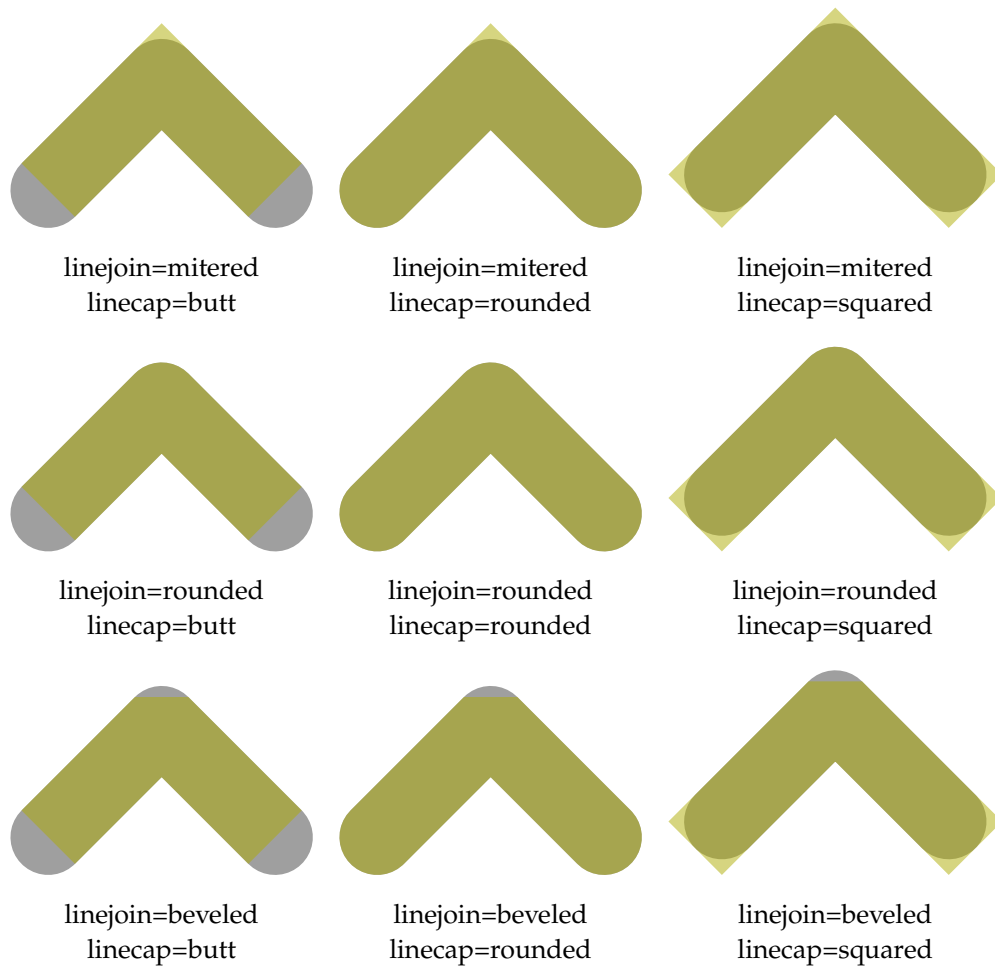 linejoin=mitered
linecap=butt
linejoin=mitered
linecap=rounded
linejoin=mitered
linecap=squared
linejoin=rounded
linecap=butt
linejoin=rounded
linecap=rounded
linejoin=rounded
linecap=squared
linejoin=beveled
linecap=butt
linejoin=beveled
linecap=rounded
linejoin=beveled
linecap=squared